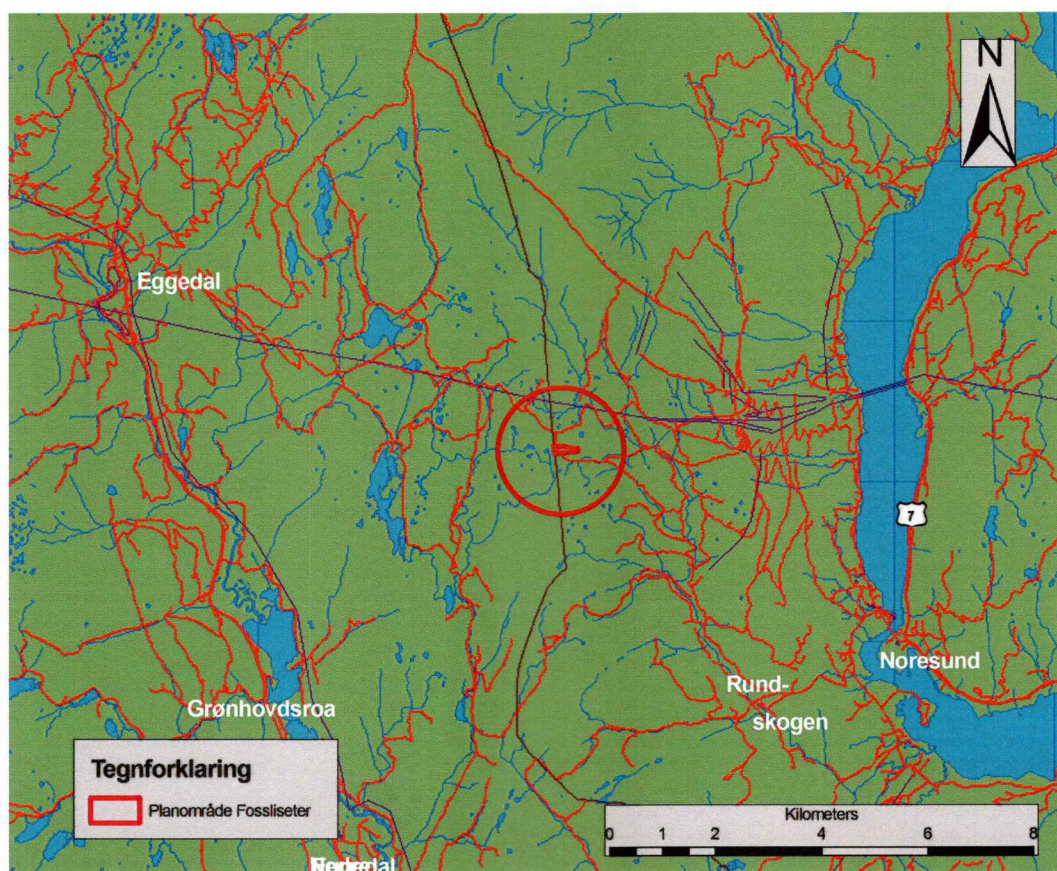 N
Eggedal
7
Noresund
Rund-
skogen
Grønhovdsroa
Tegnforklaring
Planområde Fossliseter
Kilometers
0 1 2 4 6 8